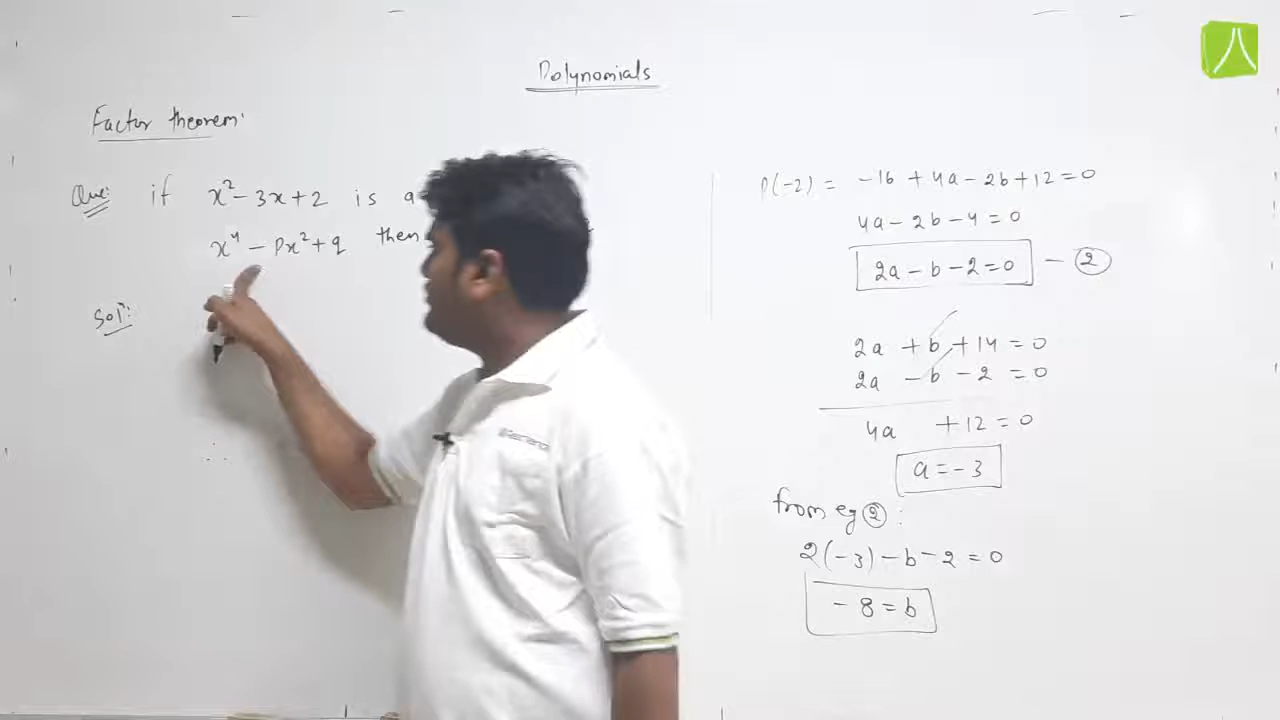 Polynomials
Factor theorem:
Que: if x² - 3x + 2 is a
x⁴ - px² + q then
Solⁿ:
P(-2) = -16 + 4a - 2b + 12 = 0
4a - 2b - 4 = 0
2a - b - 2 = 0 - ②
2a + b + 14 = 0
2a - b - 2 = 0
4a + 12 = 0
a = -3
from eq ② :
2(-3) - b - 2 = 0
-8 = b